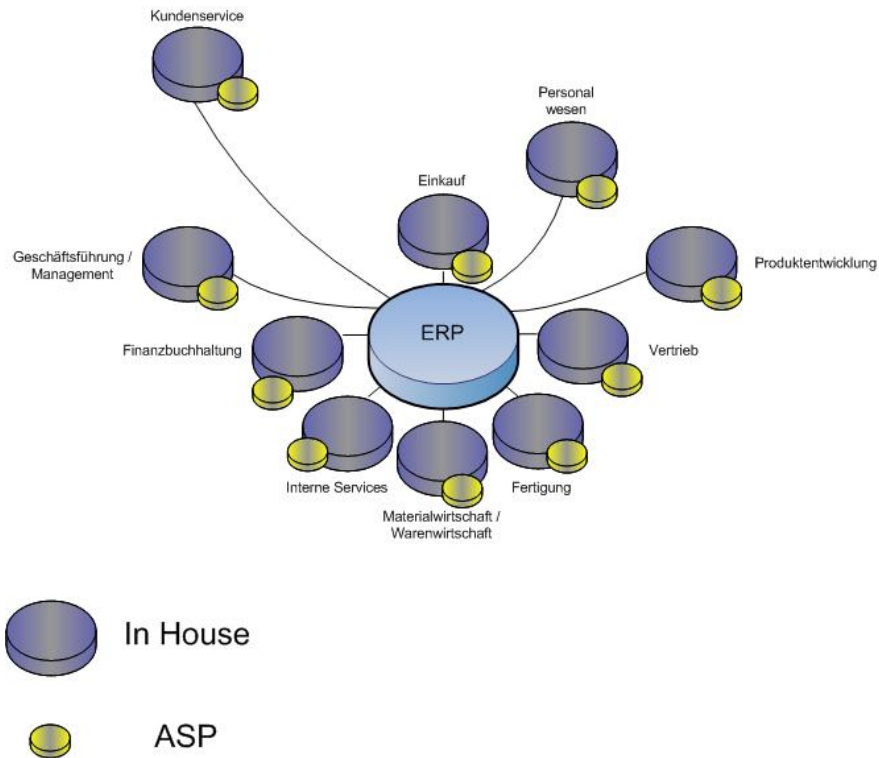 Kundenservice
Personal
wesen
Einkauf
Geschäftsführung /
Management
Produktentwicklung
ERP
Finanzbuchhaltung
Vertrieb
Interne Services
Fertigung
Materialwirtschaft /
Warenwirtschaft
In House
ASP